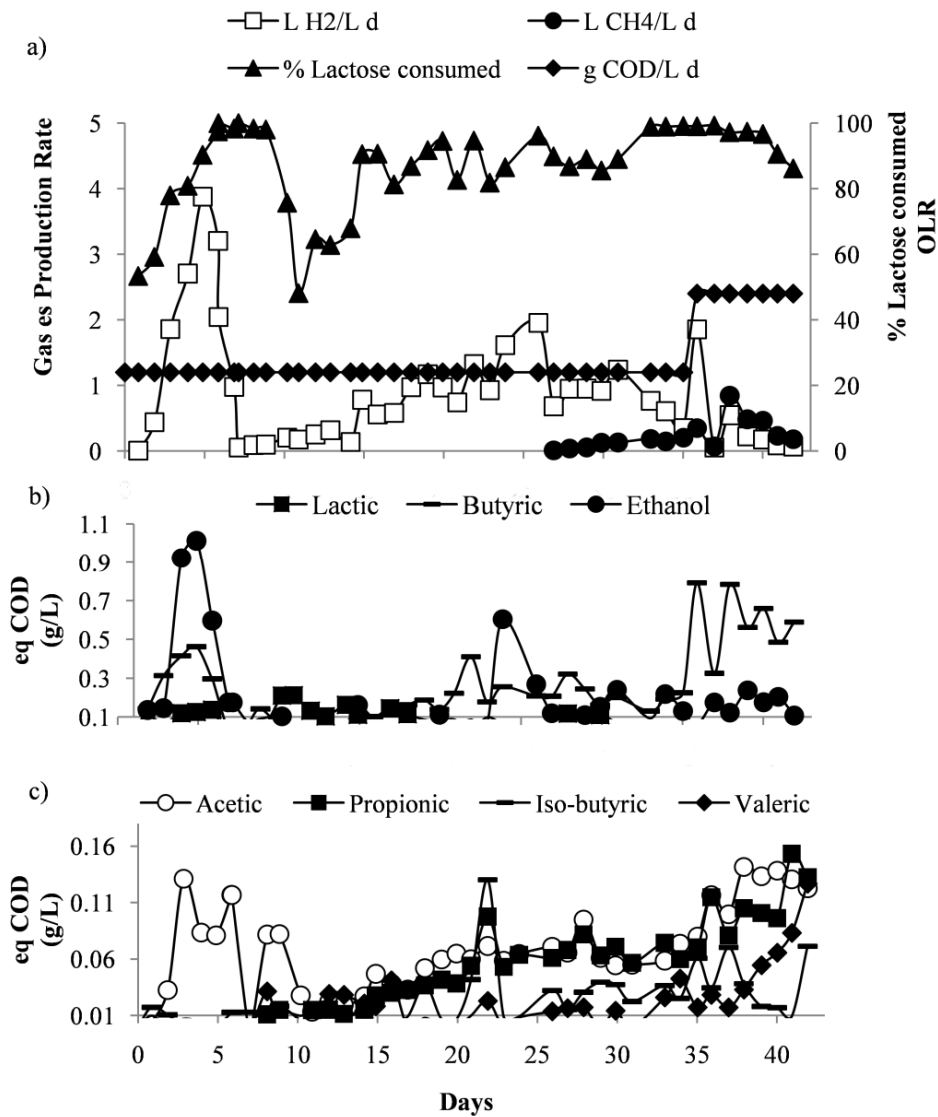 L H2/L d L CH4/L d
a)
% Lactose consumed g COD/L d
5 100
4 80
3 60
2 40
1 20
0 0
Gas es Production Rate
% Lactose consumed
OLR
b)
Lactic Butyric Ethanol
1.1
0.9
0.7
0.5
0.3
0.1
eq COD
(g/L)
c)
Acetic Propionic Iso-butyric Valeric
0.16
0.11
0.06
0.01
eq COD
(g/L)
0 5 10 15 20 25 30 35 40
Days